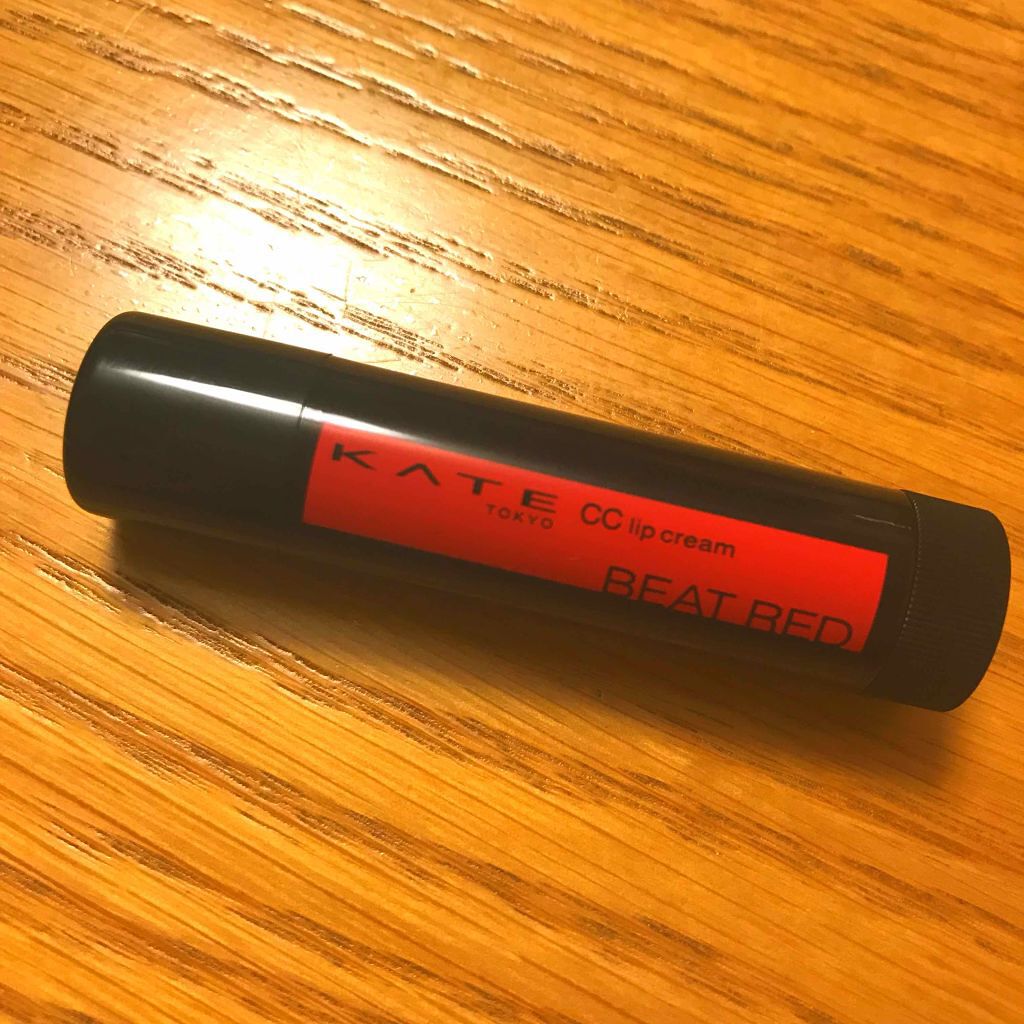 KATE
TOKYO
CC lip cream
BEAT RED